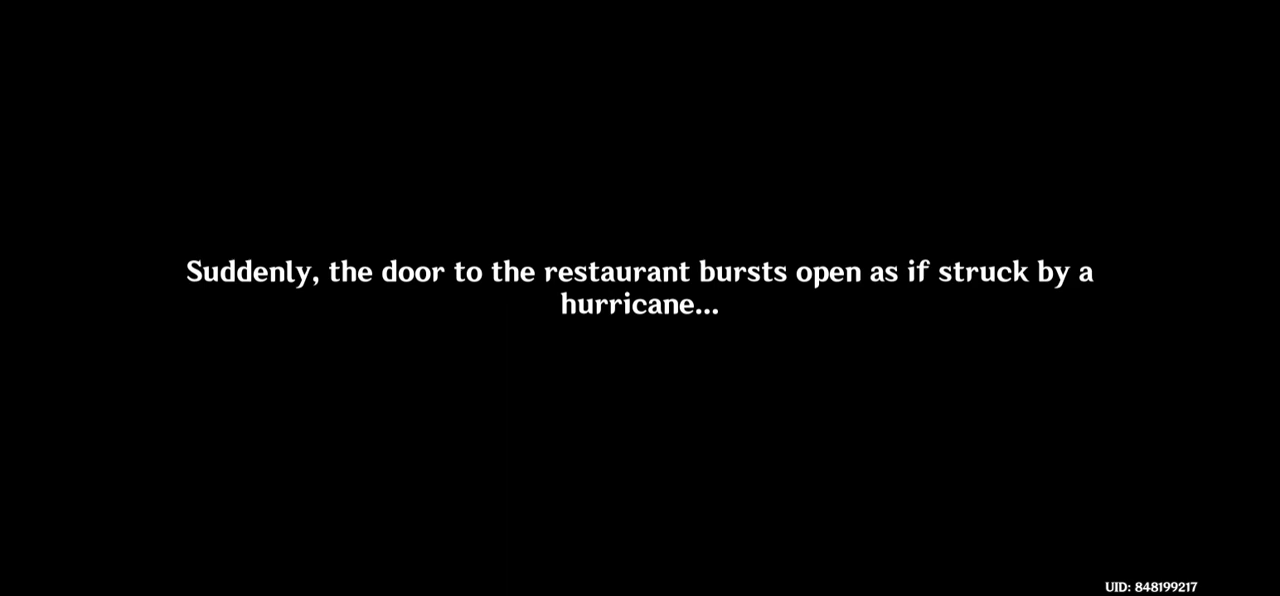 Suddenly, the door to the restaurant bursts open as if struck by a
hurricane...
UID: 848199217